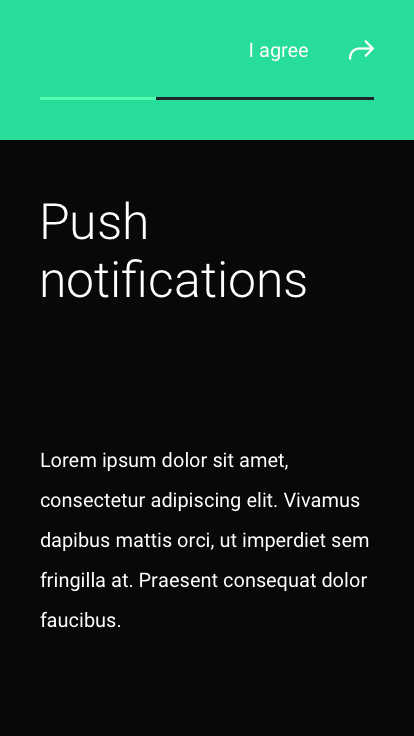 I agree
Push
notifications
Lorem ipsum dolor sit amet,
consectetur adipiscing elit. Vivamus
dapibus mattis orci, ut imperdiet sem
fringilla at. Praesent consequat dolor
faucibus.